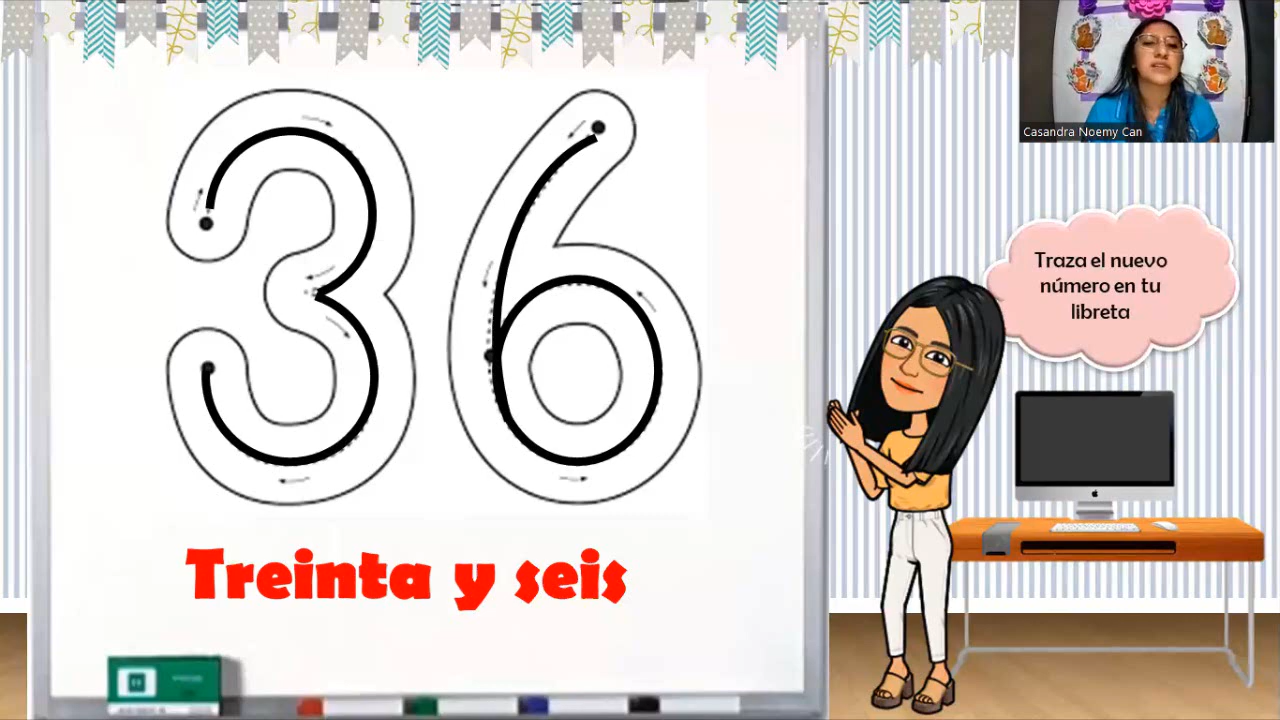 36
Treinta y seis
Casandra Noemy Can
Traza el nuevo
número en tu
libreta